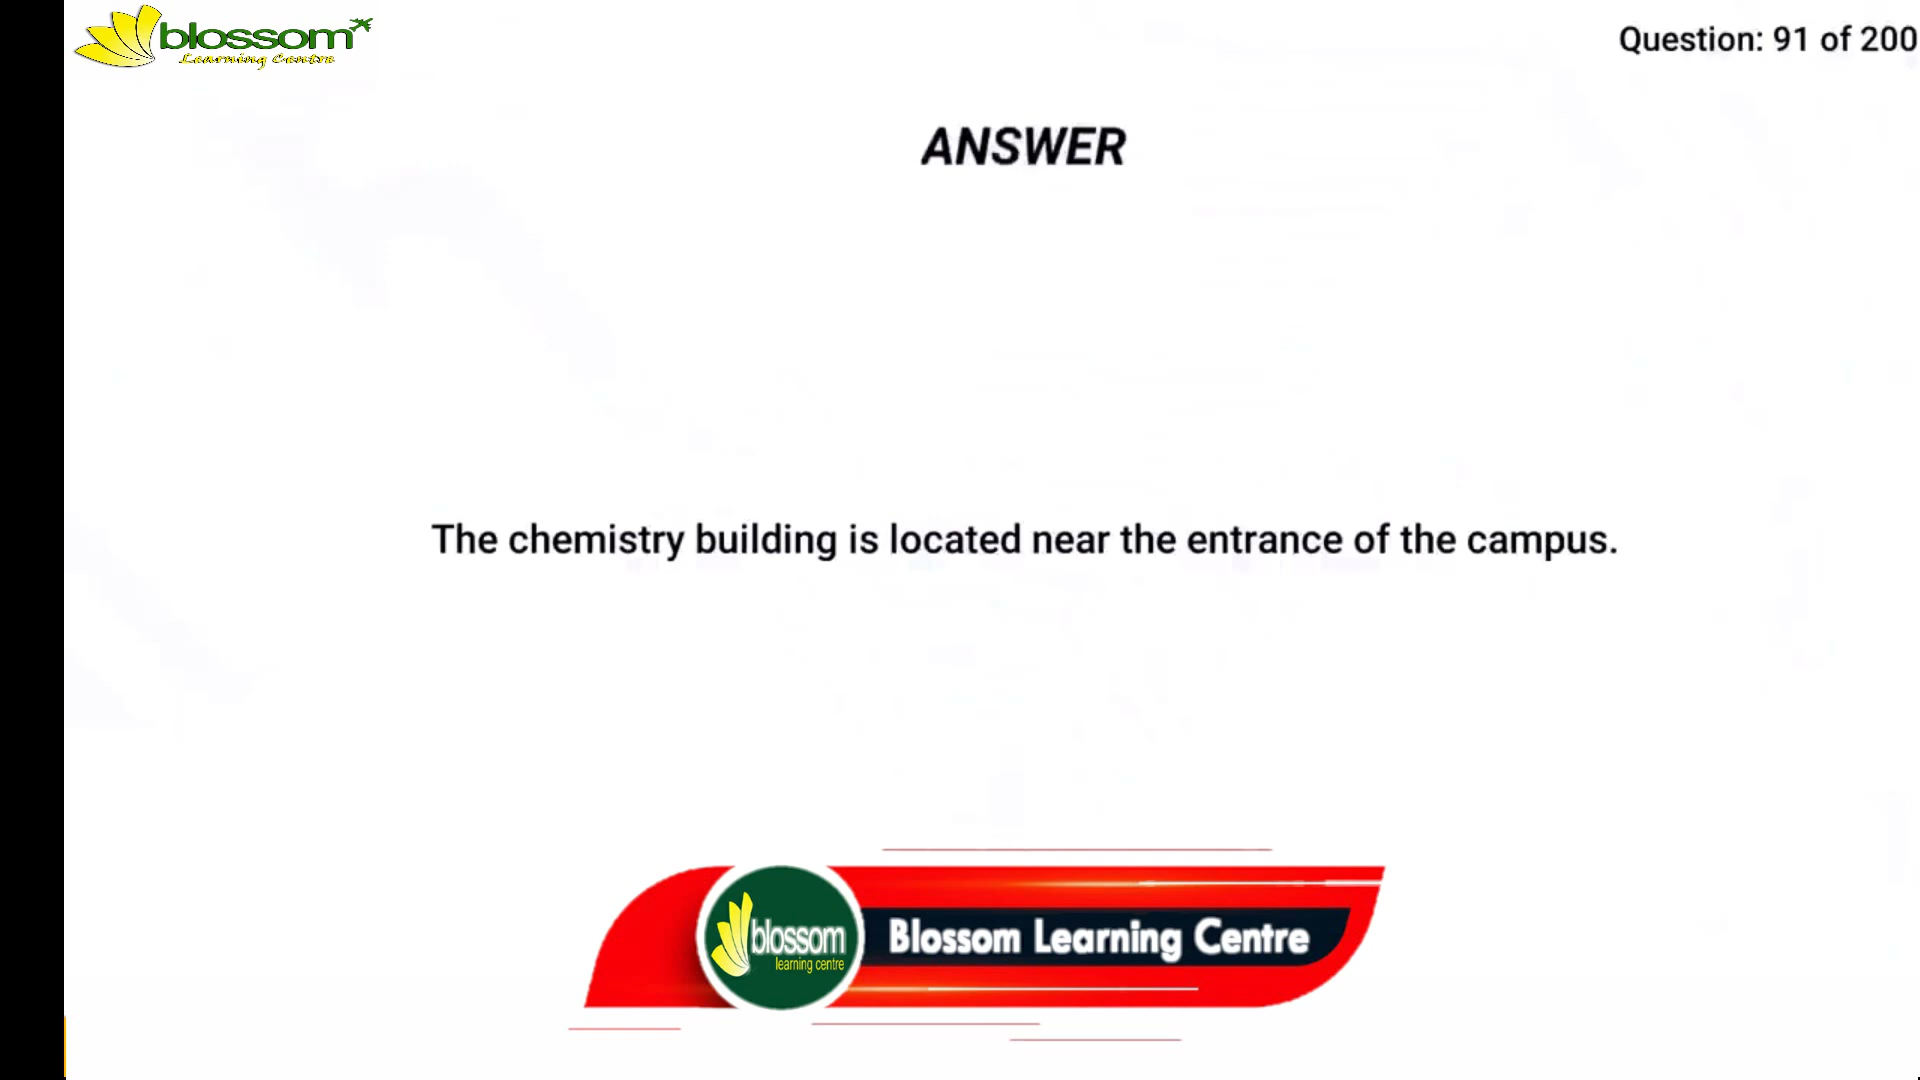 blossom
Learning Centre
Question: 91 of 200
ANSWER
The chemistry building is located near the entrance of the campus.
blossom
learning centre
Blossom Learning Centre